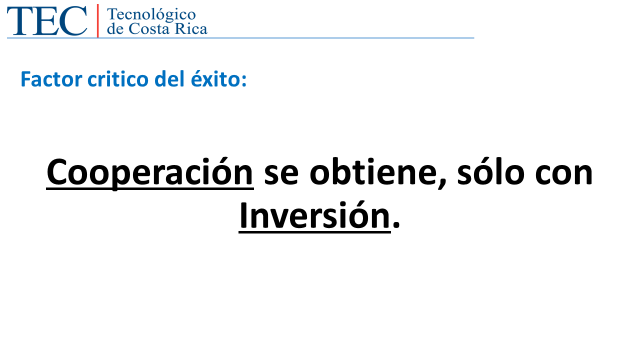 TEC
Tecnológico
de Costa Rica
Factor critico del éxito:
Cooperación se obtiene, sólo con
Inversión.